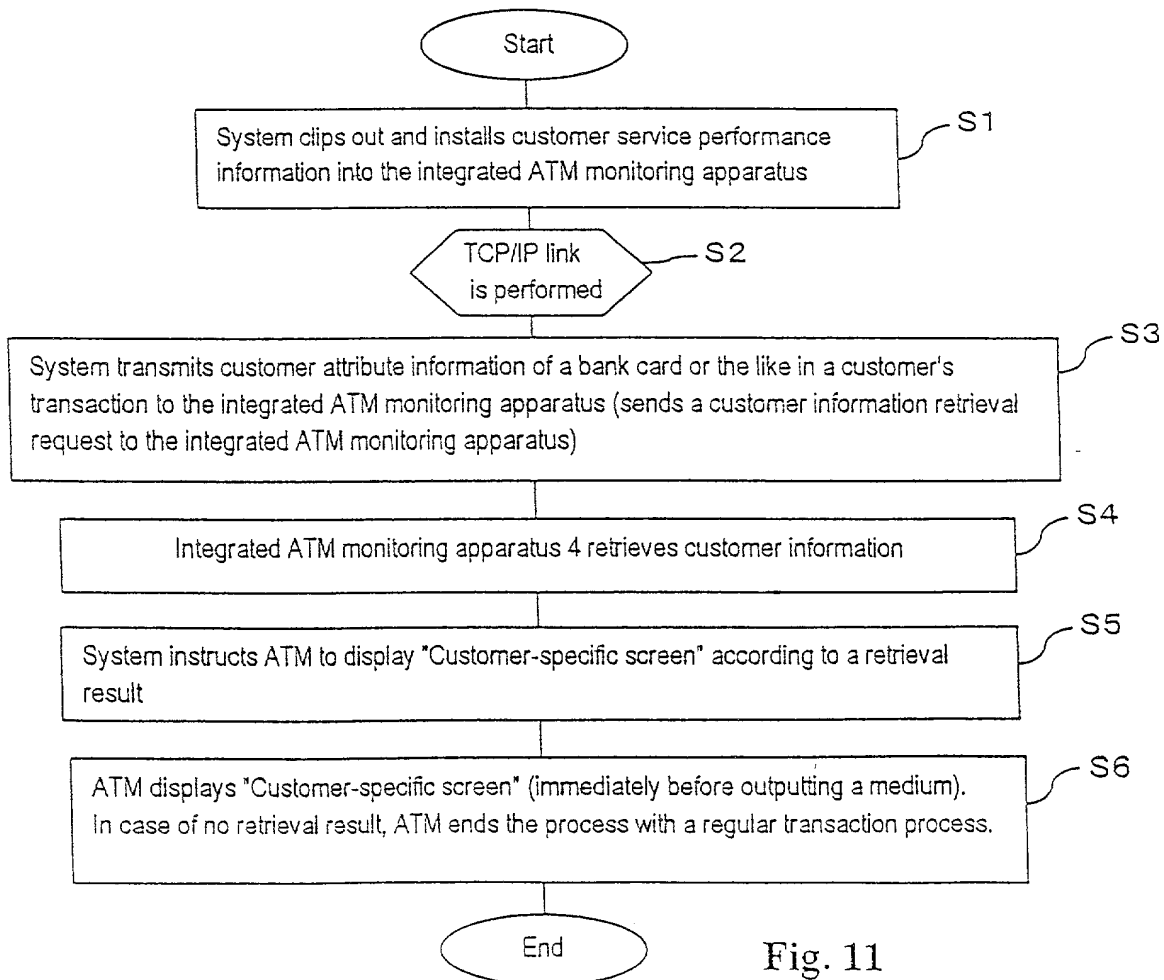 Start
System clips out and installs customer service performance
information into the integrated ATM monitoring apparatus
S1
TCP/IP link
is performed
S2
System transmits customer attribute information of a bank card or the like in a customer's
transaction to the integrated ATM monitoring apparatus (sends a customer information retrieval
request to the integrated ATM monitoring apparatus)
S3
Integrated ATM monitoring apparatus 4 retrieves customer information
S4
System instructs ATM to display "Customer-specific screen" according to a retrieval
result
S5
ATM displays "Customer-specific screen" (immediately before outputting a medium).
In case of no retrieval result, ATM ends the process with a regular transaction process.
S6
End
Fig. 11